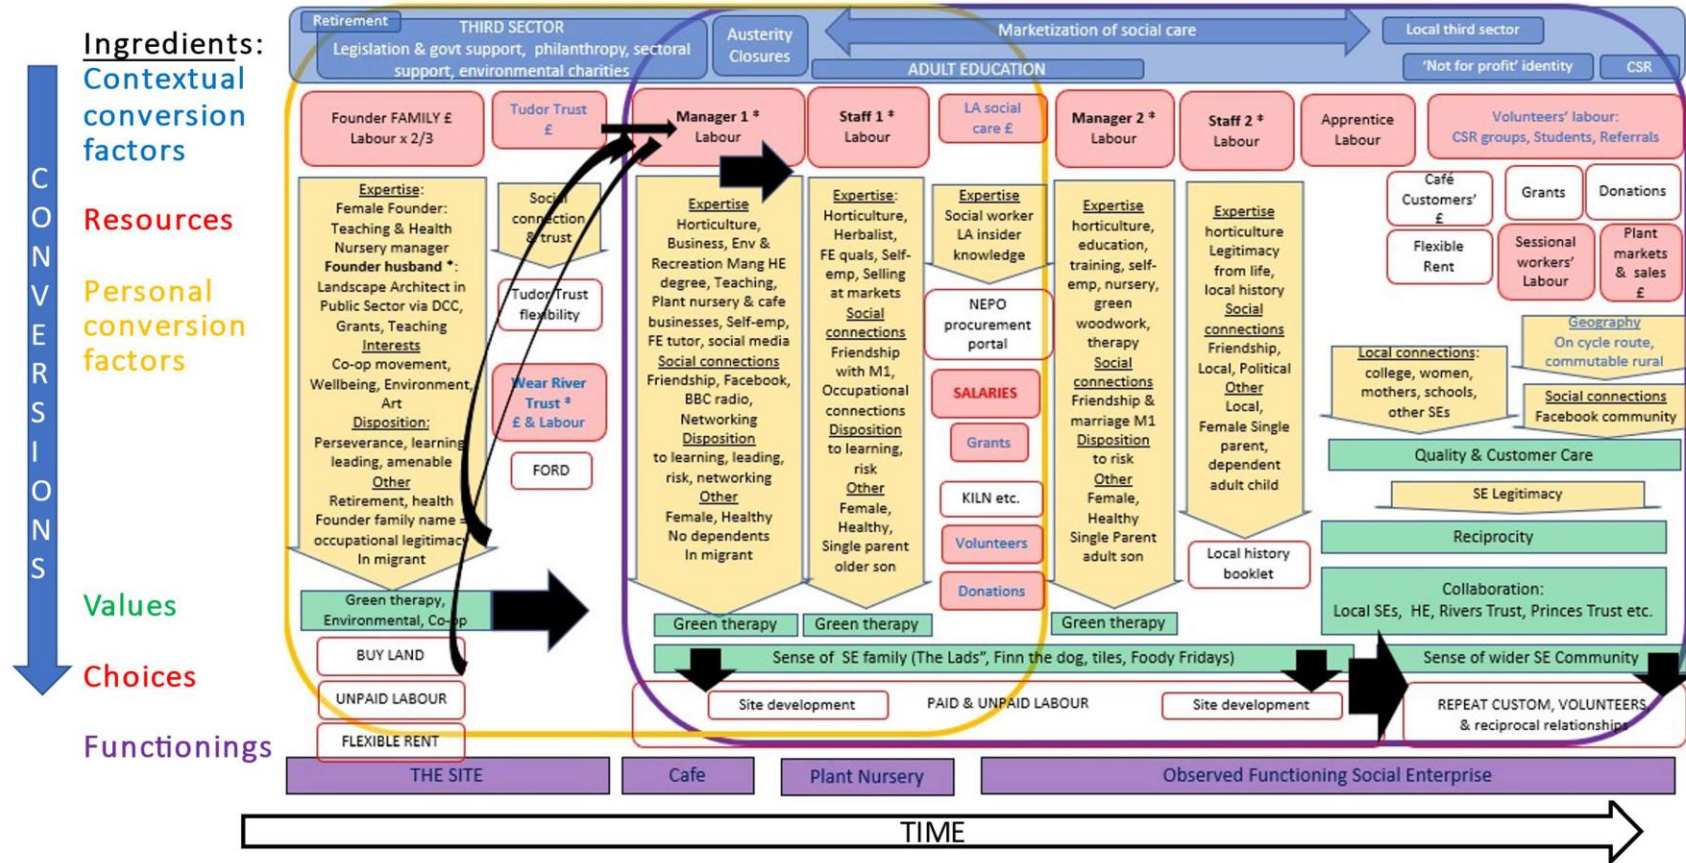 Ingredients:
Contextual
conversion
factors
Resources
Personal
conversion
factors
Values
Choices
Functionings
CONVERSIONS
Retirement
THIRD SECTOR
Legislation & govt support, philanthropy, sectoral
support, environmental charities
Austerity
Closures
Marketization of social care
ADULT EDUCATION
Local third sector
'Not for profit' identity
CSR
Founder FAMILY £
Labour x 2/3
Tudor Trust
£
Manager 1 *
Labour
Staff 1 *
Labour
LA social
care £
Manager 2 *
Labour
Staff 2 *
Labour
Apprentice
Labour
Volunteers' labour:
CSR groups, Students, Referrals
Expertise:
Female Founder:
Teaching & Health
Nursery manager
Founder husband *:
Landscape Architect in
Public Sector via DCC,
Grants, Teaching
Interests
Co-op movement,
Wellbeing, Environment,
Art
Disposition:
Perseverance, learning,
leading, amenable
Other
Retirement, health
Founder family name =
occupational legitimacy
In migrant
Green therapy,
Environmental, Co-op
BUY LAND
UNPAID LABOUR
FLEXIBLE RENT
Social
connection
& trust
Tudor Trust
flexibility
Wear River
Trust *
£ & Labour
FORD
Expertise
Horticulture,
Business, Env &
Recreation Mang HE
degree, Teaching,
Plant nursery & cafe
businesses, Self-emp,
FE tutor, social media
Social connections
Friendship, Facebook,
BBC radio,
Networking
Disposition
to learning, leading,
risk, networking
Other
Female, Healthy
No dependents
In migrant
Green therapy
Expertise:
Horticulture,
Herbalist,
FE quals, Self-
emp, Selling
at markets
Social
connections
Friendship
with M1,
Occupational
connections
Disposition
to learning,
risk
Other
Female,
Healthy,
Single parent
older son
Green therapy
Expertise
Social worker
LA insider
knowledge
NEPO
procurement
portal
SALARIES
Grants
KILN etc.
Volunteers
Donations
Expertise
horticulture,
education,
training, self-
emp, nursery,
green
woodwork,
therapy
Social
connections
Friendship &
marriage M1
Disposition
to risk
Other
Female,
Healthy
Single Parent
adult son
Green therapy
Expertise
horticulture
Legitimacy
from life,
local history
Social
connections
Friendship,
Local, Political
Other
Local,
Female Single
parent,
dependent
adult child
Local history
booklet
Café
Customers'
£
Grants
Donations
Flexible
Rent
Sessional
workers'
Labour
Plant
markets
& sales
£
Geography
On cycle route,
commutable rural
Local connections:
college, women,
mothers, schools,
other SEs
Social connections
Facebook community
Quality & Customer Care
SE Legitimacy
Reciprocity
Collaboration:
Local SEs, HE, Rivers Trust, Princes Trust etc.
Sense of SE family (The Lads", Finn the dog, tiles, Foody Fridays)
Sense of wider SE Community
Site development
PAID & UNPAID LABOUR
Site development
REPEAT CUSTOM, VOLUNTEERS,
& reciprocal relationships
THE SITE
Cafe
Plant Nursery
Observed Functioning Social Enterprise
TIME